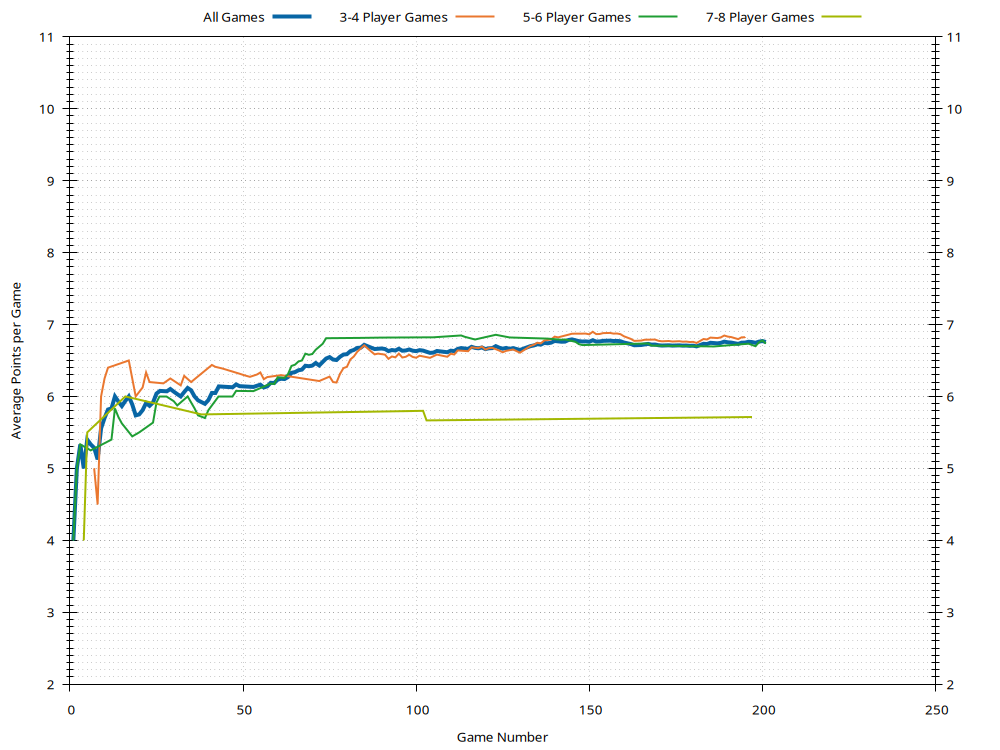 All Games 3-4 Player Games 5-6 Player Games 7-8 Player Games
11 11
10 10
9 9
8 8
7 7
6 6
5 5
4 4
3 3
2 2
Average Points per Game
0 50 100 150 200 250
Game Number